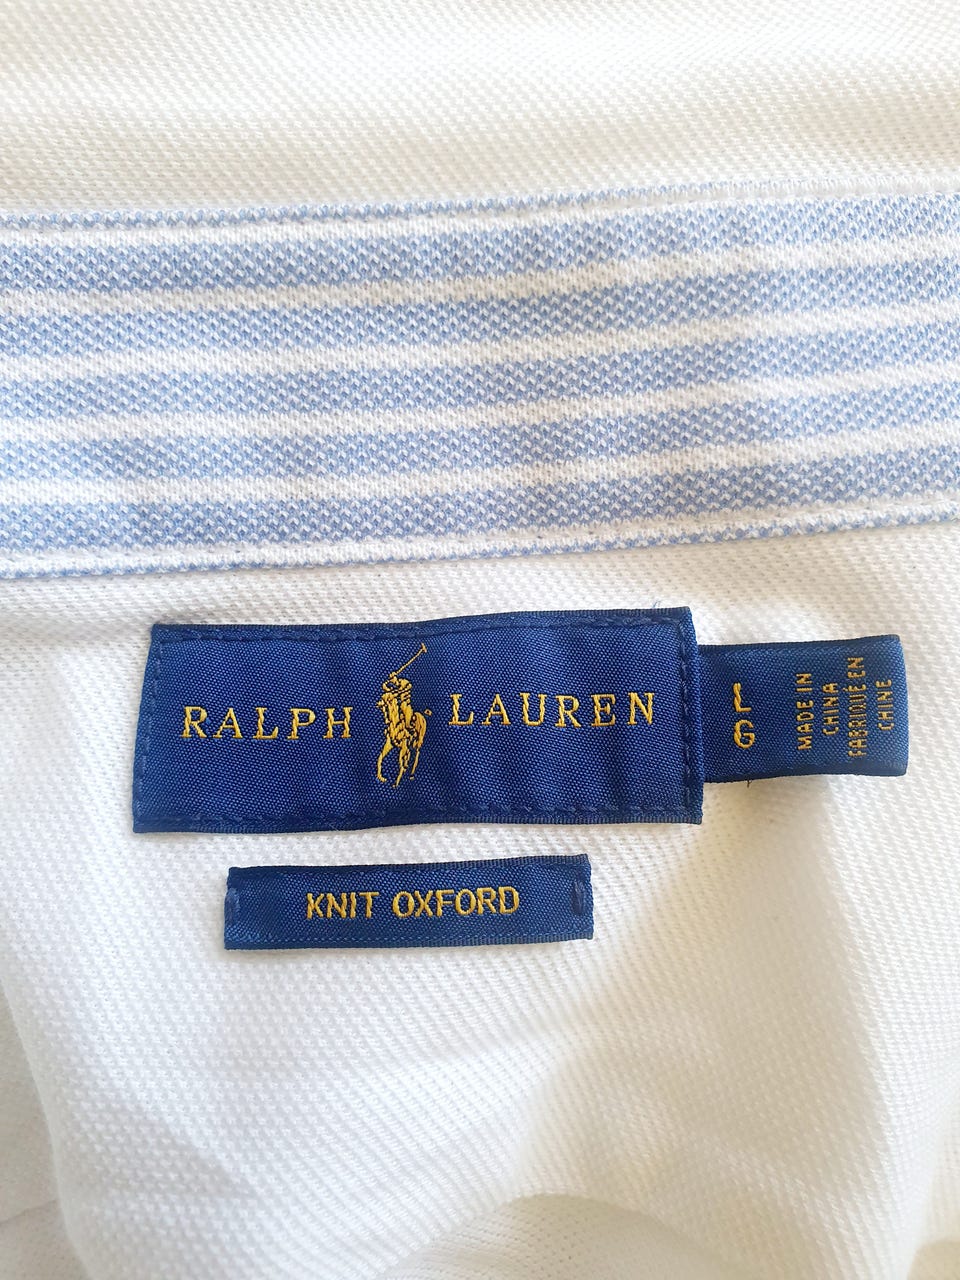 RALPH LAUREN
L
G
MADE IN
CHINA
FABRIQUÉ EN
CHINE
KNIT OXFORD